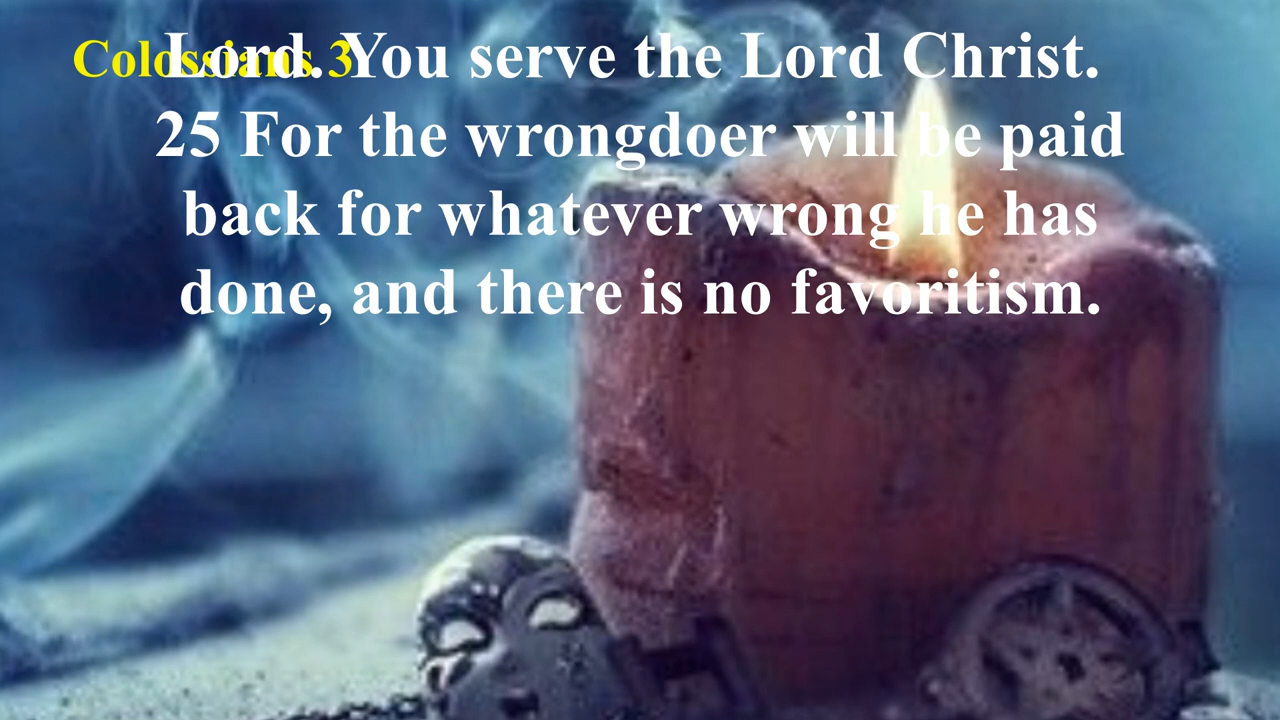 Colossians 3
Lord. You serve the Lord Christ.
25 For the wrongdoer will be paid
back for whatever wrong he has
done, and there is no favoritism.